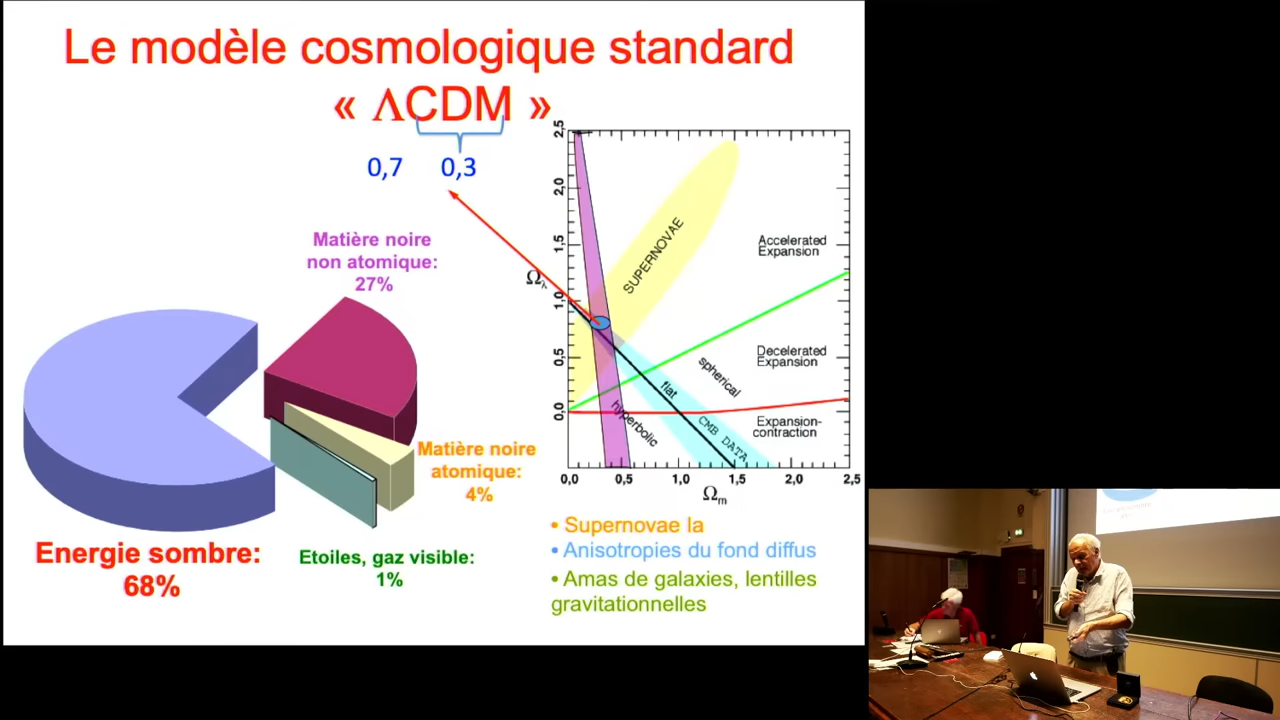 Le modèle cosmologique standard
« ΛCDM »
0,7 0,3
Matière noire
non atomique:
27%
Matière noire
atomique:
4%
Energie sombre:
68%
Etoiles, gaz visible:
1%
2,5
2,0
1,5
1,0
0,5
0,0
Ωλ
SUPERNOVAE
Accelerated
Expansion
Decelerated
Expansion
spherical
flat
hyperbolic
Expansion-
contraction
CMB DATA
0,0 0,5 1,0 1,5 2,0 2,5
Ωm
• Supernovae Ia
• Anisotropies du fond diffus
• Amas de galaxies, lentilles
gravitationnelles